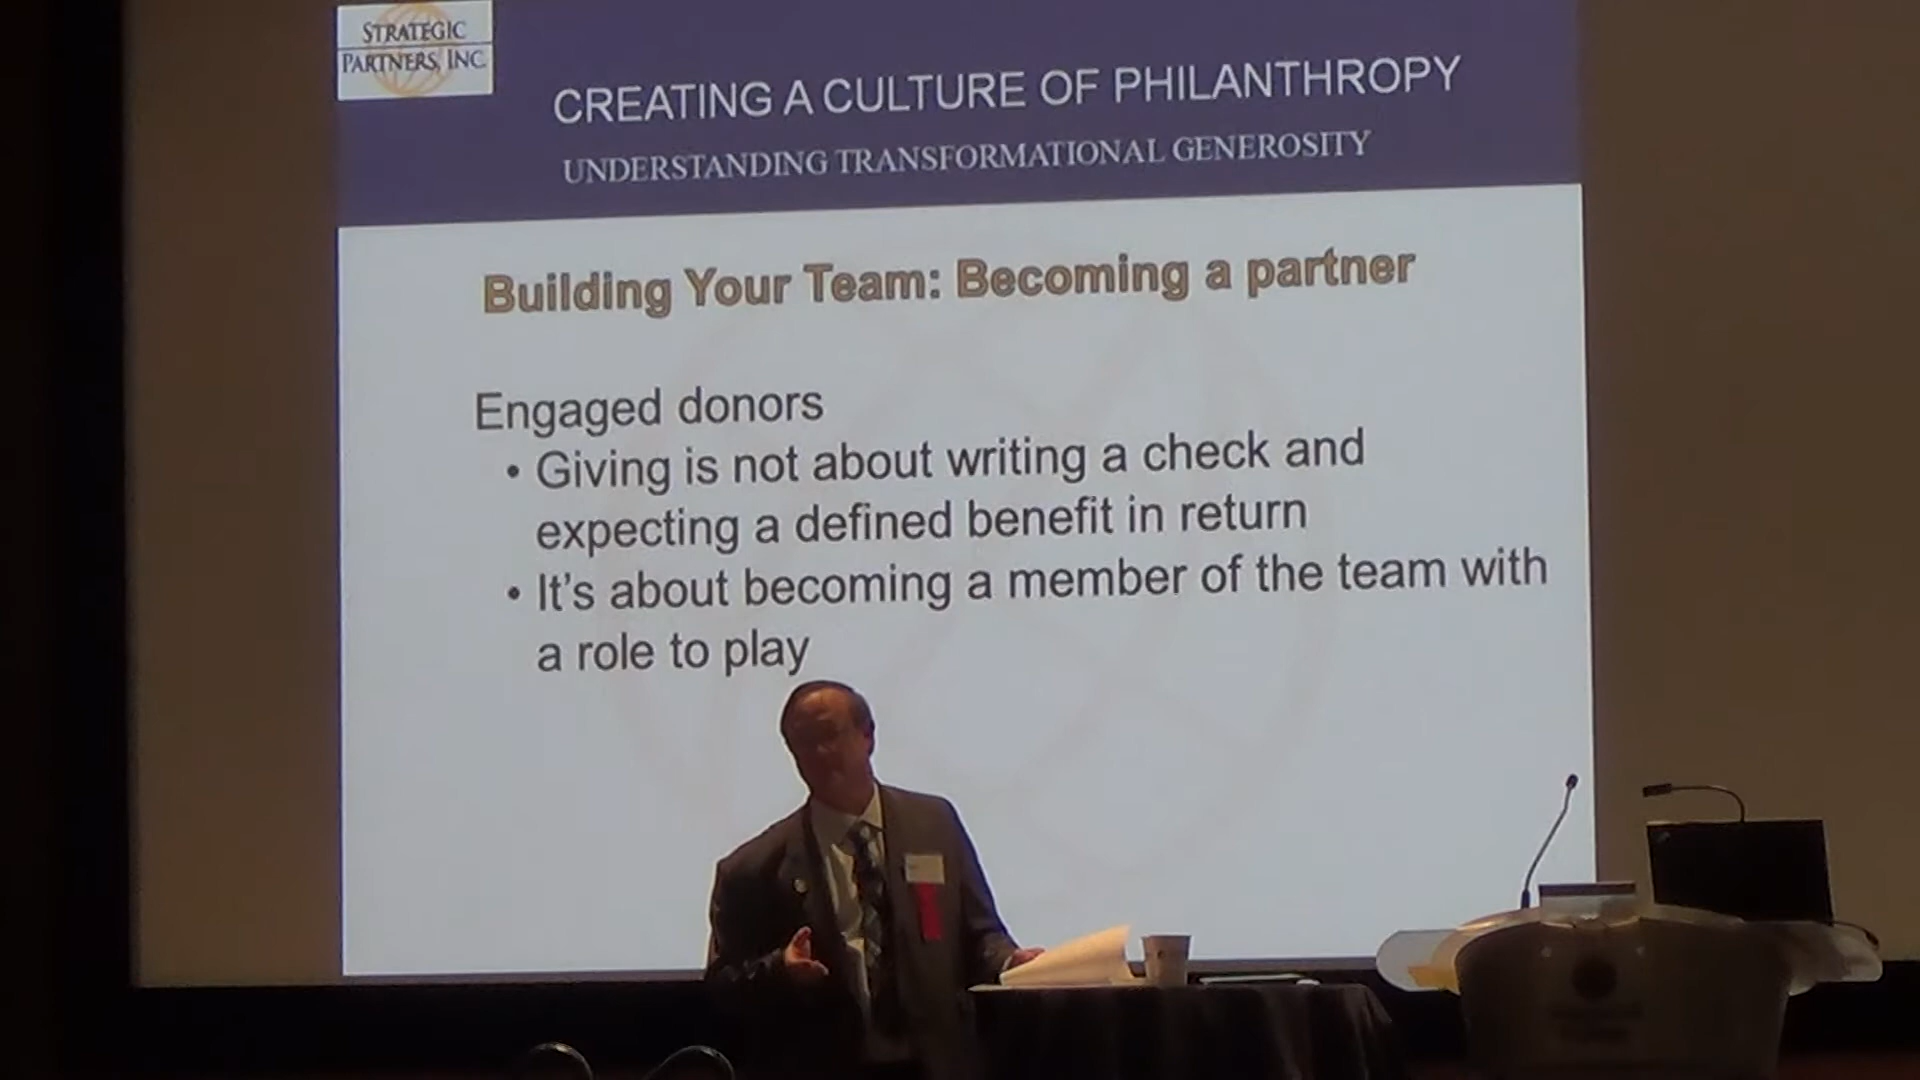 STRATEGIC
PARTNERS, INC
CREATING A CULTURE OF PHILANTHROPY
UNDERSTANDING TRANSFORMATIONAL GENEROSITY
Building Your Team: Becoming a partner
Engaged donors
• Giving is not about writing a check and
expecting a defined benefit in return
• It's about becoming a member of the team with
a role to play